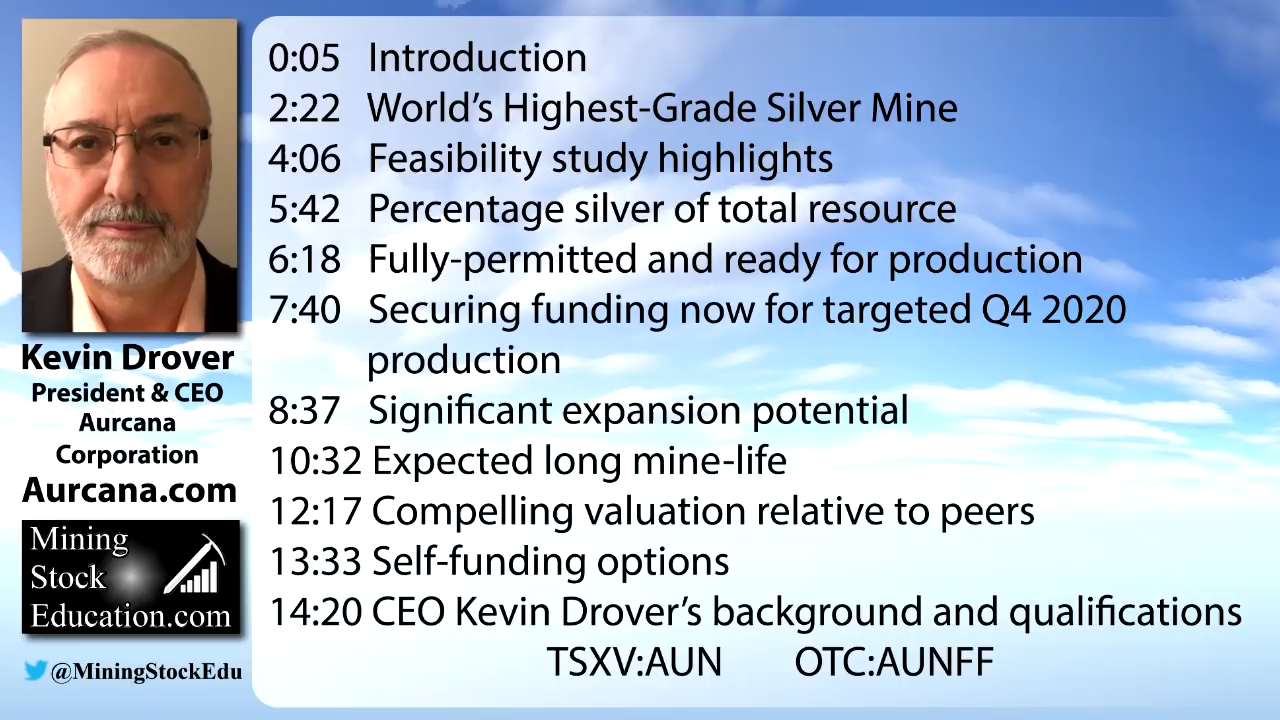 Kevin Drover
President & CEO
Aurcana
Corporation
Aurcana.com
Mining
Stock
Education.com
@MiningStockEdu
0:05 Introduction
2:22 World's Highest-Grade Silver Mine
4:06 Feasibility study highlights
5:42 Percentage silver of total resource
6:18 Fully-permitted and ready for production
7:40 Securing funding now for targeted Q4 2020
production
8:37 Significant expansion potential
10:32 Expected long mine-life
12:17 Compelling valuation relative to peers
13:33 Self-funding options
14:20 CEO Kevin Drover's background and qualifications
TSXV:AUN OTC:AUNFF